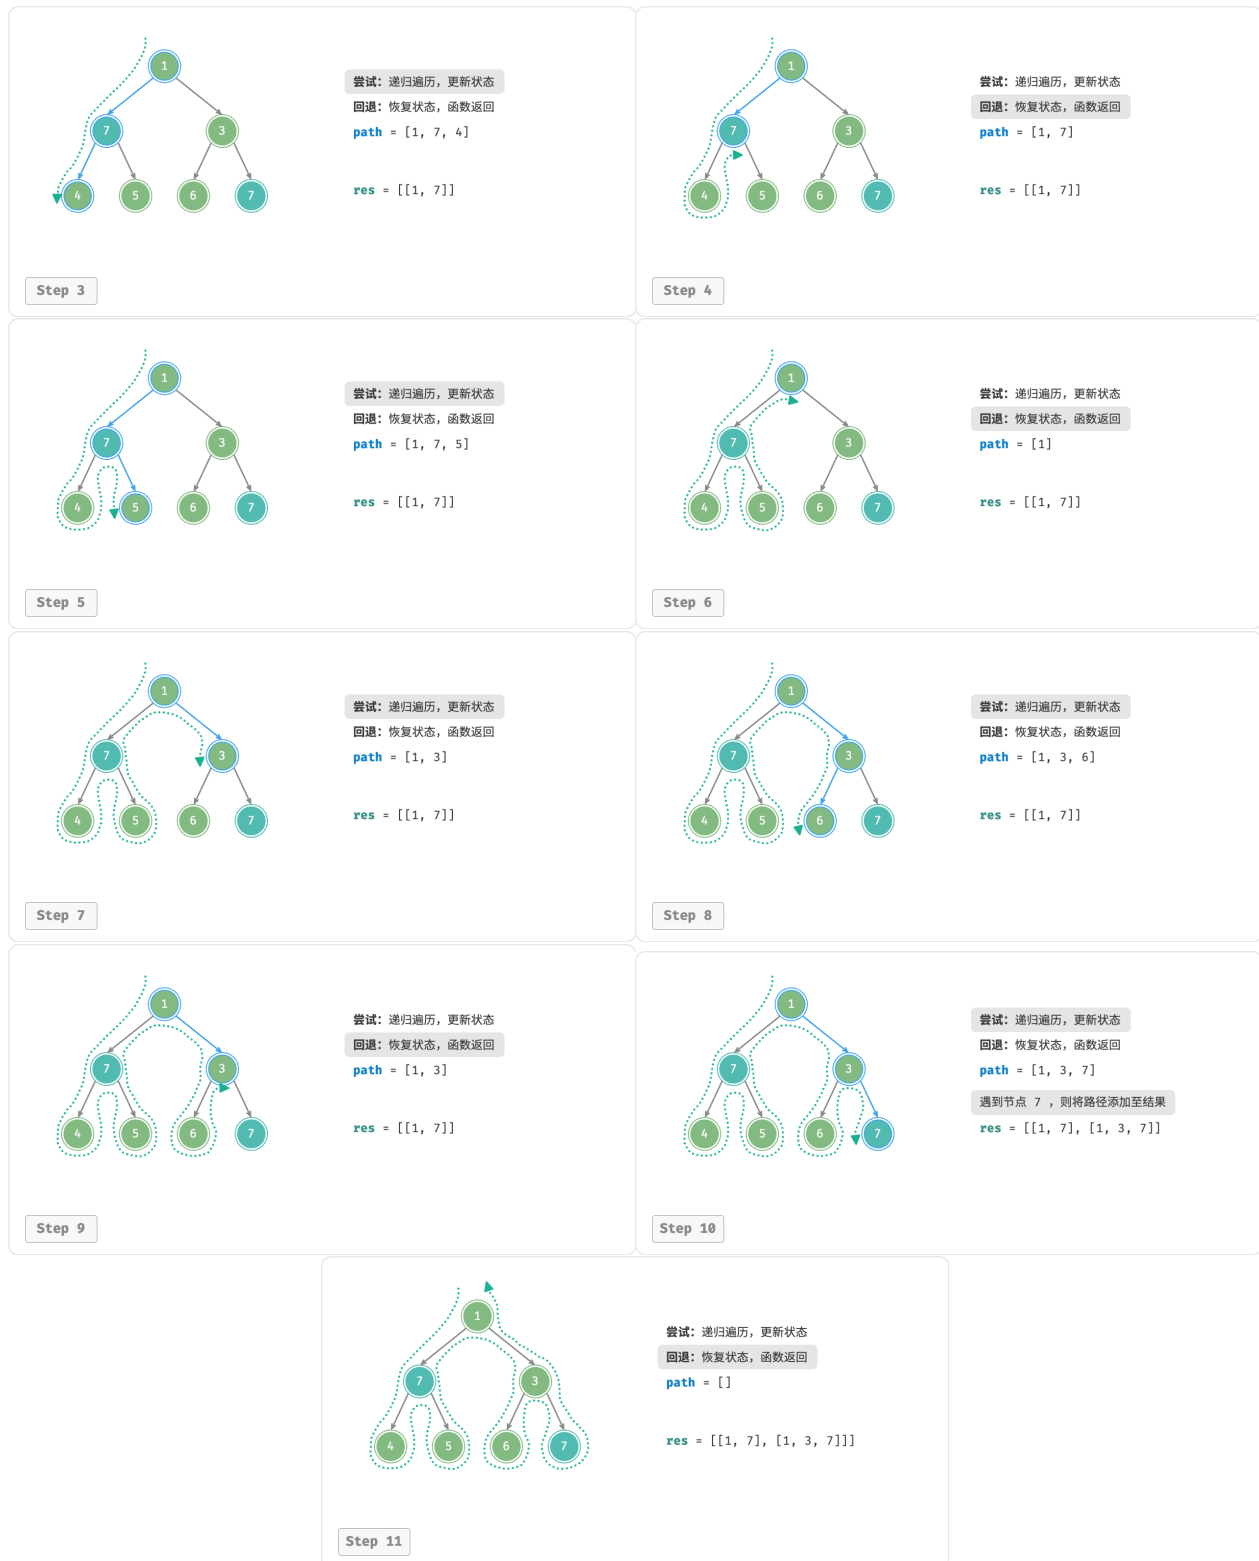 1
7
3
4
5
6
7
尝试：递归遍历，更新状态
回退：恢复状态，函数返回
path = [1, 7, 4]
res = [[1, 7]]
Step 3
1
7
3
4
5
6
7
尝试：递归遍历，更新状态
回退：恢复状态，函数返回
path = [1, 7]
res = [[1, 7]]
Step 4
1
7
3
4
5
6
7
尝试：递归遍历，更新状态
回退：恢复状态，函数返回
path = [1, 7, 5]
res = [[1, 7]]
Step 5
1
7
3
4
5
6
7
尝试：递归遍历，更新状态
回退：恢复状态，函数返回
path = [1]
res = [[1, 7]]
Step 6
1
7
3
4
5
6
7
尝试：递归遍历，更新状态
回退：恢复状态，函数返回
path = [1, 3]
res = [[1, 7]]
Step 7
1
7
3
4
5
6
7
尝试：递归遍历，更新状态
回退：恢复状态，函数返回
path = [1, 3, 6]
res = [[1, 7]]
Step 8
1
7
3
4
5
6
7
尝试：递归遍历，更新状态
回退：恢复状态，函数返回
path = [1, 3]
res = [[1, 7]]
Step 9
1
7
3
4
5
6
7
尝试：递归遍历，更新状态
回退：恢复状态，函数返回
path = [1, 3, 7]
遇到节点 7 ，则将路径添加至结果
res = [[1, 7], [1, 3, 7]]
Step 10
1
7
3
4
5
6
7
尝试：递归遍历，更新状态
回退：恢复状态，函数返回
path = []
res = [[1, 7], [1, 3, 7]]]
Step 11